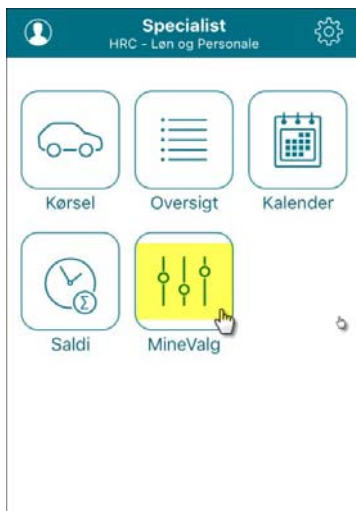 Specialist
HRC - Løn og Personale
Kørsel
Oversigt
Kalender
Σ
Saldi
MineValg